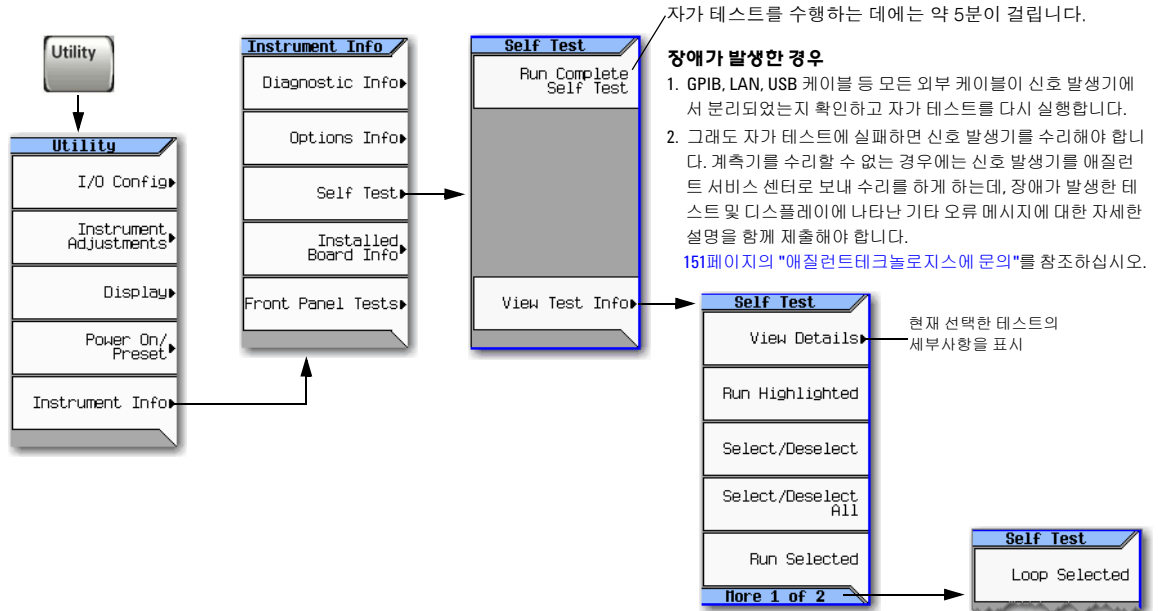 Utility
Utility
I/O Config
Instrument
Adjustments
Display
Power On/
Preset
Instrument Info
Instrument Info
Diagnostic Info
Options Info
Self Test
Installed
Board Info
Front Panel Tests
Self Test
Run Complete
Self Test
View Test Info
자가 테스트를 수행하는 데에는 약 5분이 걸립니다.
장애가 발생한 경우
1. GPIB, LAN, USB 케이블 등 모든 외부 케이블이 신호 발생기에
서 분리되었는지 확인하고 자가 테스트를 다시 실행합니다.
2. 그래도 자가 테스트에 실패하면 신호 발생기를 수리해야 합니
다. 계측기를 수리할 수 없는 경우에는 신호 발생기를 애질런
트 서비스 센터로 보내 수리를 하게 하는데, 장애가 발생한 테
스트 및 디스플레이에 나타난 기타 오류 메시지에 대한 자세한
설명을 함께 제출해야 합니다.
151페이지의 "애질런트테크놀로지스에 문의"를 참조하십시오.
Self Test
View Details
Run Highlighted
Select/Deselect
Select/Deselect
All
Run Selected
More 1 of 2
현재 선택한 테스트의
세부사항을 표시
Self Test
Loop Selected